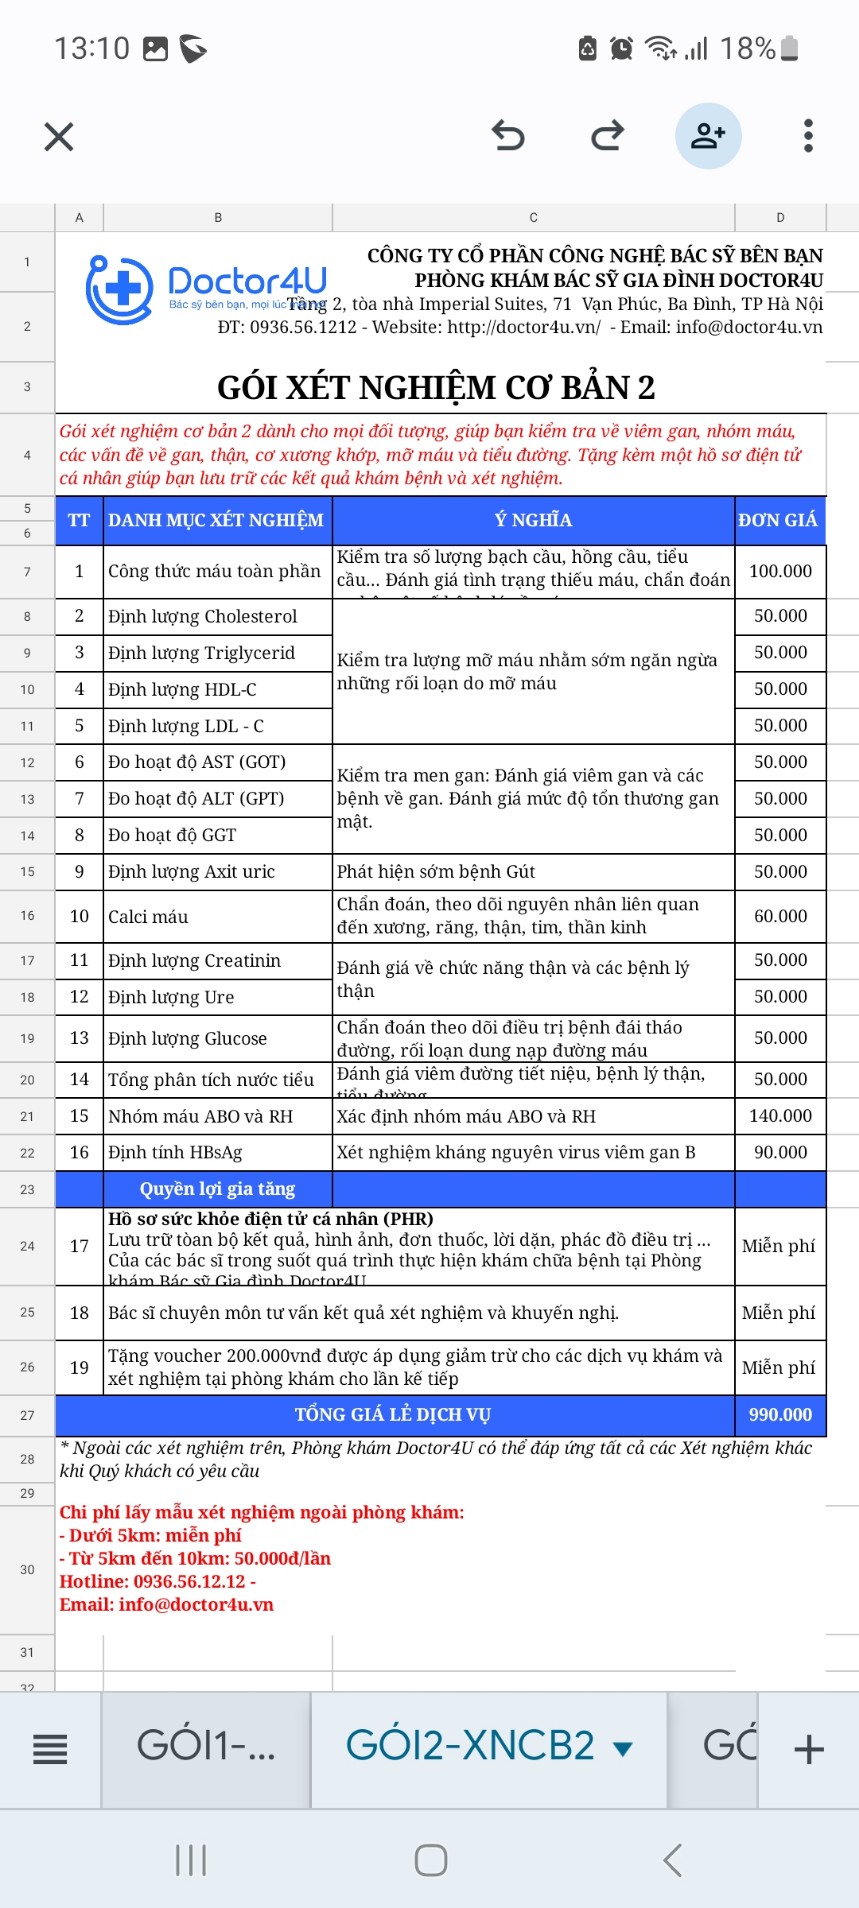 13:10
18%
A B C D
1 CÔNG TY CỔ PHẦN CÔNG NGHỆ BÁC SỸ BÊN BẠN
PHÒNG KHÁM BÁC SỸ GIA ĐÌNH DOCTOR4U
Doctor4U
Bác sỹ bên bạn, mọi lúc
2 Tầng 2, tòa nhà Imperial Suites, 71 Vạn Phúc, Ba Đình, TP Hà Nội
ĐT: 0936.56.1212 - Website: http://doctor4u.vn/ - Email: info@doctor4u.vn
3 GÓI XÉT NGHIỆM CƠ BẢN 2
4 Gói xét nghiệm cơ bản 2 dành cho mọi đối tượng, giúp bạn kiểm tra về viêm gan, nhóm máu,
các vấn đề về gan, thận, cơ xương khớp, mỡ máu và tiểu đường. Tặng kèm một hồ sơ điện tử
cá nhân giúp bạn lưu trữ các kết quả khám bệnh và xét nghiệm.
5
6
TT DANH MỤC XÉT NGHIỆM Ý NGHĨA ĐƠN GIÁ
7 1 Công thức máu toàn phần Kiểm tra số lượng bạch cầu, hồng cầu, tiểu
cầu... Đánh giá tình trạng thiếu máu, chẩn đoán 100.000
8 2 Định lượng Cholesterol 50.000
9 3 Định lượng Triglycerid 50.000
Kiểm tra lượng mỡ máu nhằm sớm ngăn ngừa
những rối loạn do mỡ máu
10 4 Định lượng HDL-C 50.000
11 5 Định lượng LDL - C 50.000
12 6 Đo hoạt độ AST (GOT) 50.000
Kiểm tra men gan: Đánh giá viêm gan và các
13 7 Đo hoạt độ ALT (GPT) bệnh về gan. Đánh giá mức độ tổn thương gan 50.000
mật.
14 8 Đo hoạt độ GGT 50.000
15 9 Định lượng Axit uric Phát hiện sớm bệnh Gút 50.000
16 10 Calci máu Chẩn đoán, theo dõi nguyên nhân liên quan
đến xương, răng, thận, tim, thần kinh 60.000
17 11 Định lượng Creatinin 50.000
Đánh giá về chức năng thận và các bệnh lý
thận
18 12 Định lượng Ure 50.000
19 13 Định lượng Glucose Chẩn đoán theo dõi điều trị bệnh đái tháo
đường, rối loạn dung nạp đường máu 50.000
20 14 Tổng phân tích nước tiểu Đánh giá viêm đường tiết niệu, bệnh lý thận,
tiểu đường 50.000
21 15 Nhóm máu ABO và RH Xác định nhóm máu ABO và RH 140.000
22 16 Định tính HBsAg Xét nghiệm kháng nguyên virus viêm gan B 90.000
23 Quyền lợi gia tăng
24 17 Hồ sơ sức khỏe điện tử cá nhân (PHR)
Lưu trữ tòan bộ kết quả, hình ảnh, đơn thuốc, lời dặn, phác đồ điều trị ...
Của các bác sĩ trong suốt quá trình thực hiện khám chữa bệnh tại Phòng
khám Bác sỹ Gia đình Doctor4U
Miễn phí
25 18 Bác sĩ chuyên môn tư vấn kết quả xét nghiệm và khuyến nghị. Miễn phí
26 19 Tặng voucher 200.000vnđ được áp dụng giảm trừ cho các dịch vụ khám và
xét nghiệm tại phòng khám cho lần kế tiếp Miễn phí
27 TỔNG GIÁ LẺ DỊCH VỤ 990.000
28 * Ngoài các xét nghiệm trên, Phòng khám Doctor4U có thể đáp ứng tất cả các Xét nghiệm khác
khi Quý khách có yêu cầu
29
30 Chi phí lấy mẫu xét nghiệm ngoài phòng khám:
- Dưới 5km: miễn phí
- Từ 5km đến 10km: 50.000đ/lần
Hotline: 0936.56.12.12 -
Email: info@doctor4u.vn
31
32
GÓI1-... GÓI2-XNCB2 GÓ